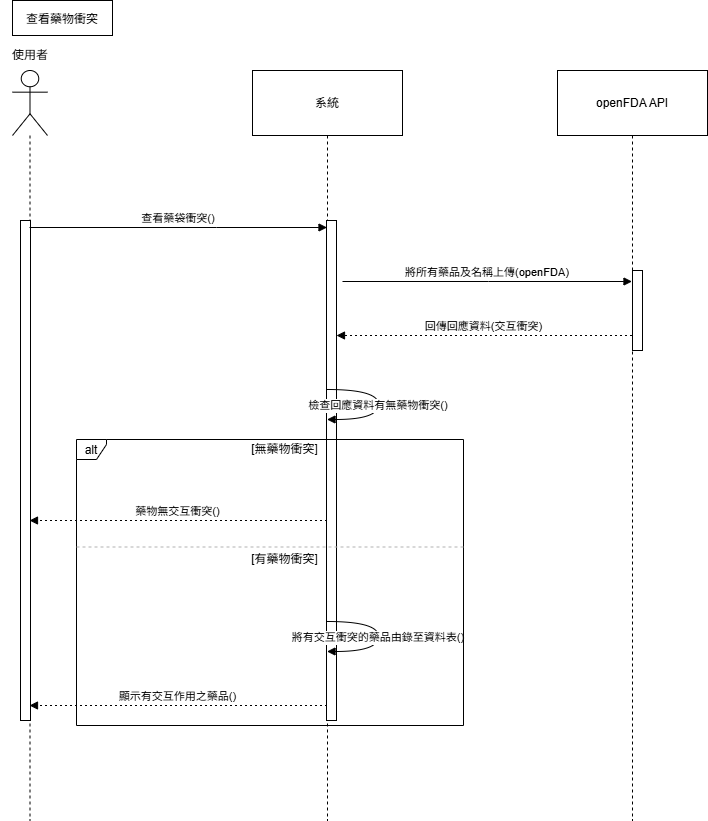 查看藥物衝突
使用者
系統
openFDA API
查看藥袋衝突()
將所有藥品及名稱上傳(openFDA)
回傳回應資料(交互衝突)
檢查回應資料有無藥物衝突()
alt
[無藥物衝突]
藥物無交互衝突()
[有藥物衝突]
將有交互衝突的藥品由錄至資料表()
顯示有交互作用之藥品()